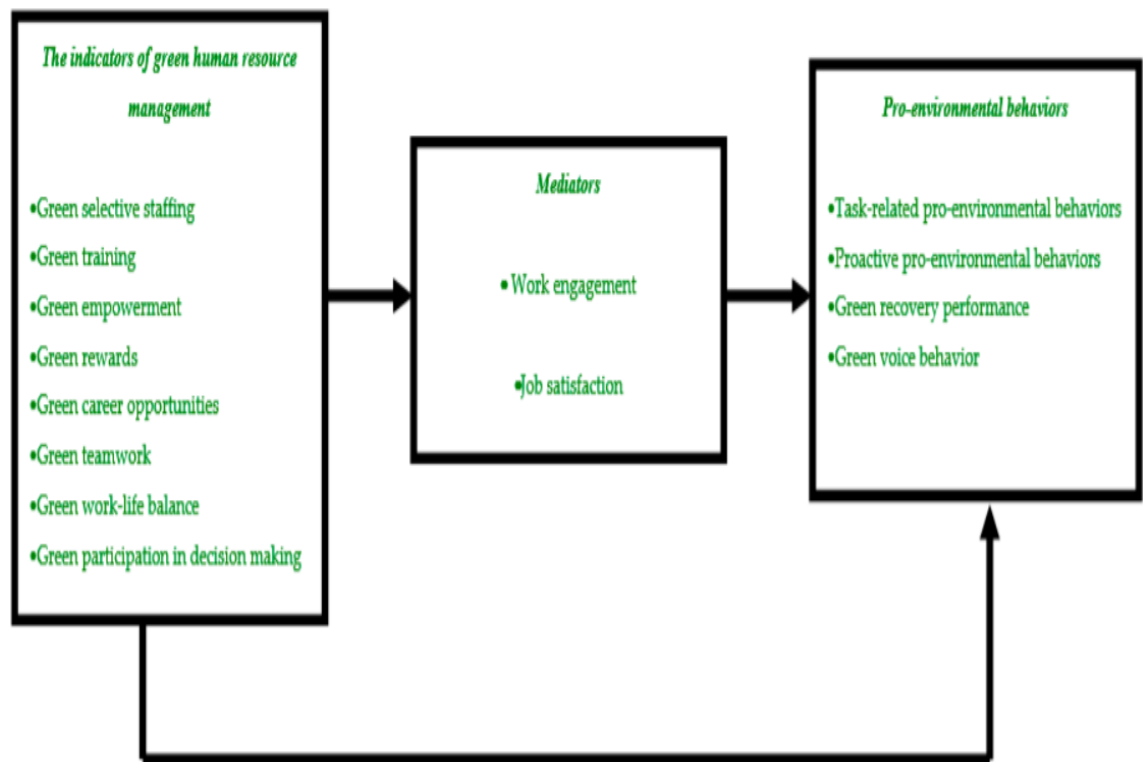 The indicators of green human resource
management
•Green selective staffing
•Green training
•Green empowerment
•Green rewards
•Green career opportunities
•Green teamwork
•Green work-life balance
•Green participation in decision making
Mediators
• Work engagement
•Job satisfaction
Pro-environmental behaviors
•Task-related pro-environmental behaviors
•Proactive pro-environmental behaviors
•Green recovery performance
•Green voice behavior